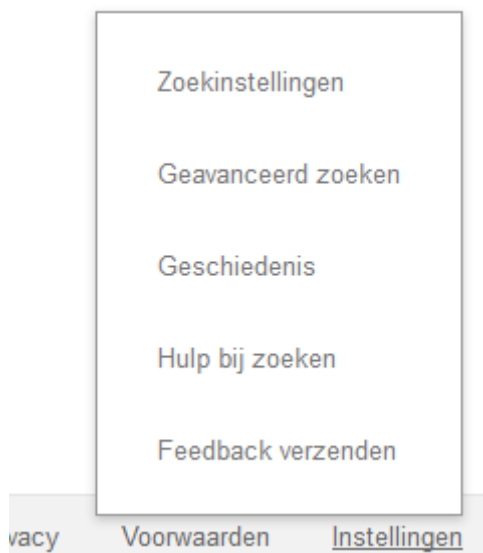 Zoekinstellingen
Geavanceerd zoeken
Geschiedenis
Hulp bij zoeken
Feedback verzenden
vacy Voorwaarden Instellingen